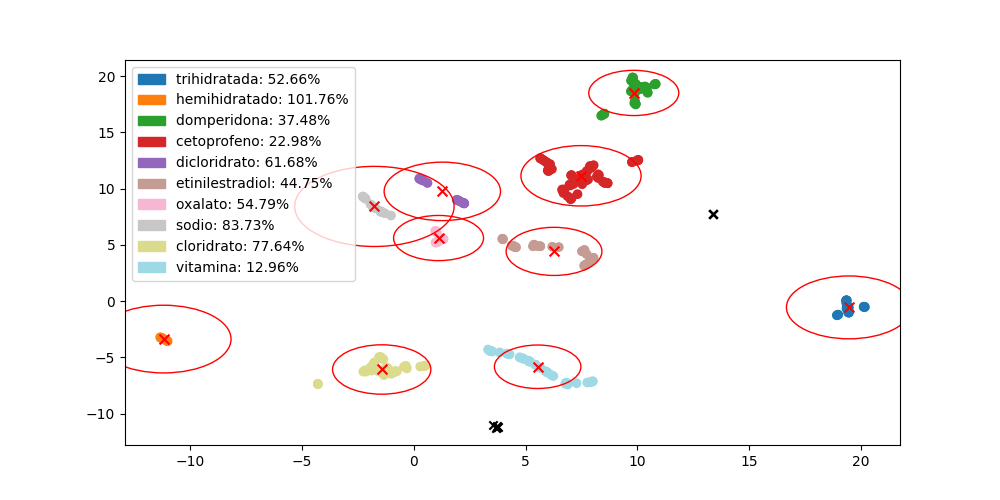 20
15
10
5
0
−5
−10
trihidratada: 52.66%
hemihidratado: 101.76%
domperidona: 37.48%
cetoprofeno: 22.98%
dicloridrato: 61.68%
etinilestradiol: 44.75%
oxalato: 54.79%
sodio: 83.73%
cloridrato: 77.64%
vitamina: 12.96%
−10 −5 0 5 10 15 20